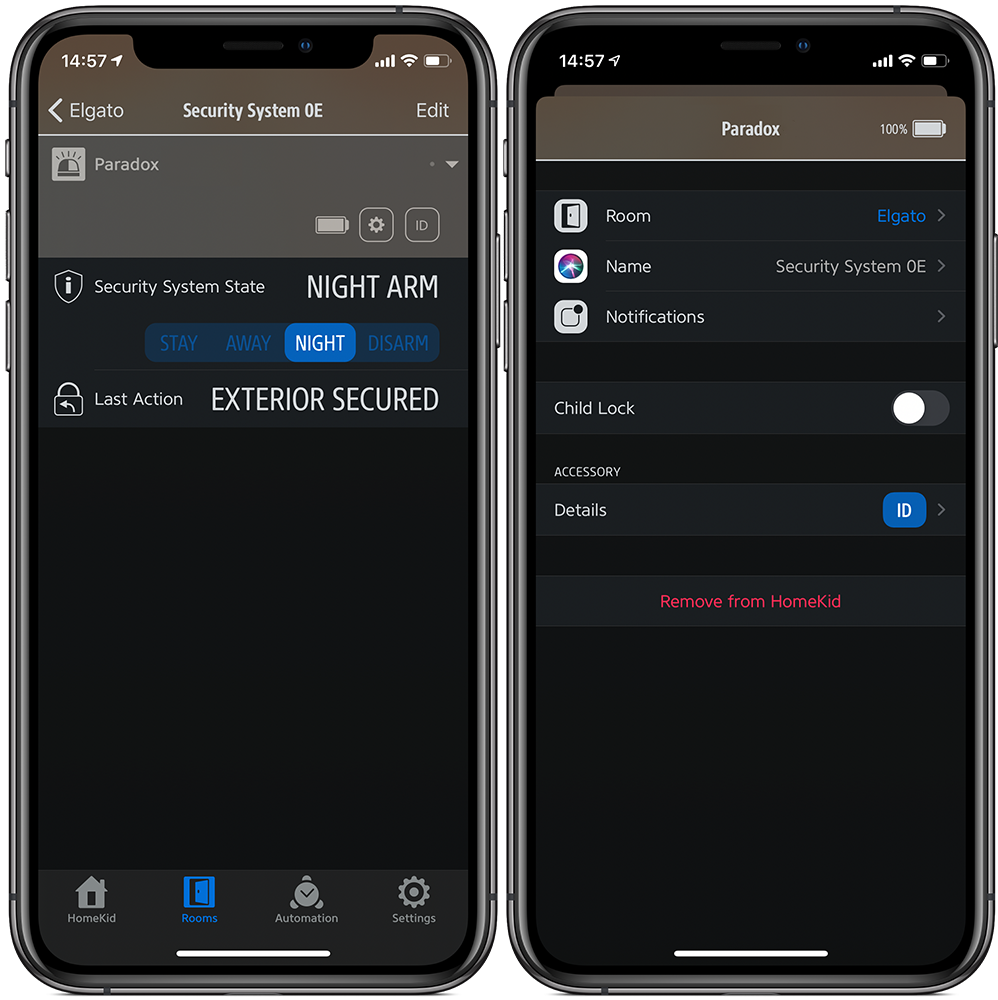 14:57
Elgato
Security System 0E
Edit
Paradox
ID
Security System State
NIGHT ARM
STAY
AWAY
NIGHT
DISARM
Last Action
EXTERIOR SECURED
HomeKid
Rooms
Automation
Settings
14:57
Paradox
100%
Room
Elgato
Name
Security System 0E
Notifications
Child Lock
ACCESSORY
Details
ID
Remove from HomeKid